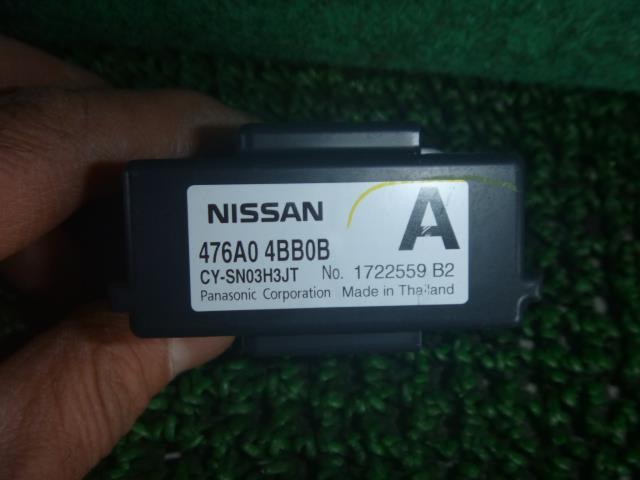 NISSAN
A
476A0 4BB0B
CY-SN03H3JT No. 1722559 B2
Panasonic Corporation Made in Thailand